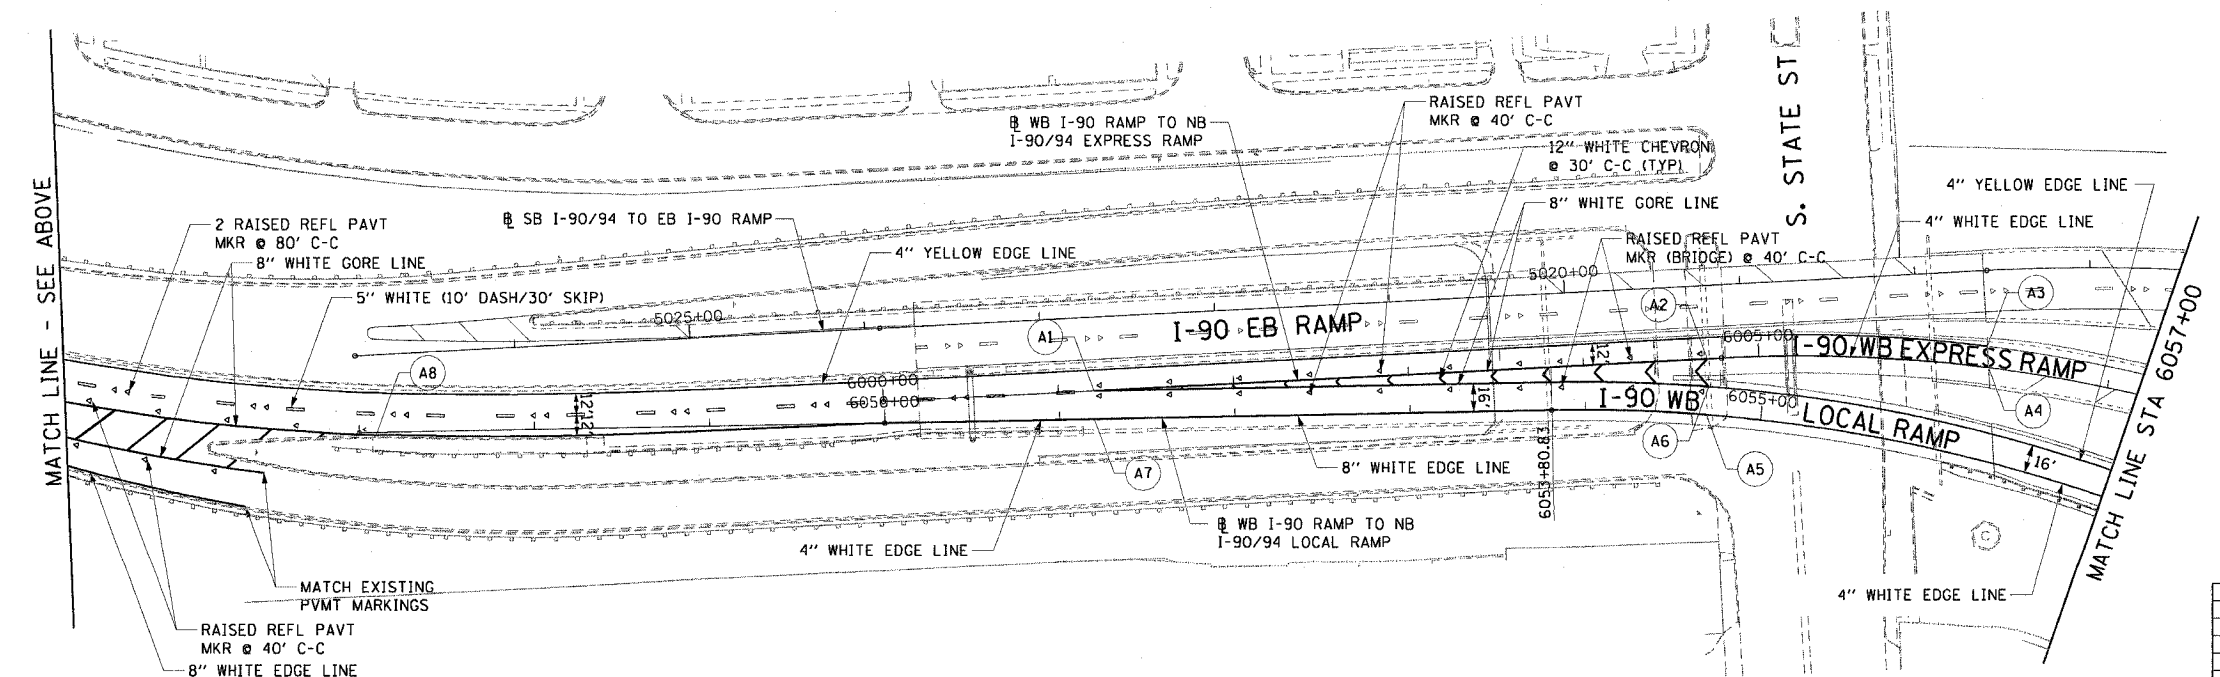 MATCH LINE - SEE ABOVE
2 RAISED REFL PAVT
MKR @ 80' C-C
8" WHITE GORE LINE
5" WHITE (10' DASH/30' SKIP)
℄ SB I-90/94 TO EB I-90 RAMP
4" YELLOW EDGE LINE
℄ WB I-90 RAMP TO NB
I-90/94 EXPRESS RAMP
RAISED REFL PAVT
MKR @ 40' C-C
12" WHITE CHEVRON
@ 30' C-C (TYP)
8" WHITE GORE LINE
RAISED REFL PAVT
MKR (BRIDGE) @ 40' C-C
S. STATE ST
4" YELLOW EDGE LINE
4" WHITE EDGE LINE
5025+00
5020+00
A1
A2
A3
I-90 EB RAMP
6005+00
I-90 WB EXPRESS RAMP
MATCH LINE STA 6057+00
A8
6000+00
6050+00
12'
12'
12'
16'
I-90 WB
6055+00
LOCAL RAMP
A4
A6
A5
A7
16'
8" WHITE EDGE LINE
6053+80.83
℄ WB I-90 RAMP TO NB
I-90/94 LOCAL RAMP
4" WHITE EDGE LINE
C
MATCH EXISTING
PVMT MARKINGS
4" WHITE EDGE LINE
RAISED REFL PAVT
MKR @ 40' C-C
8" WHITE EDGE LINE